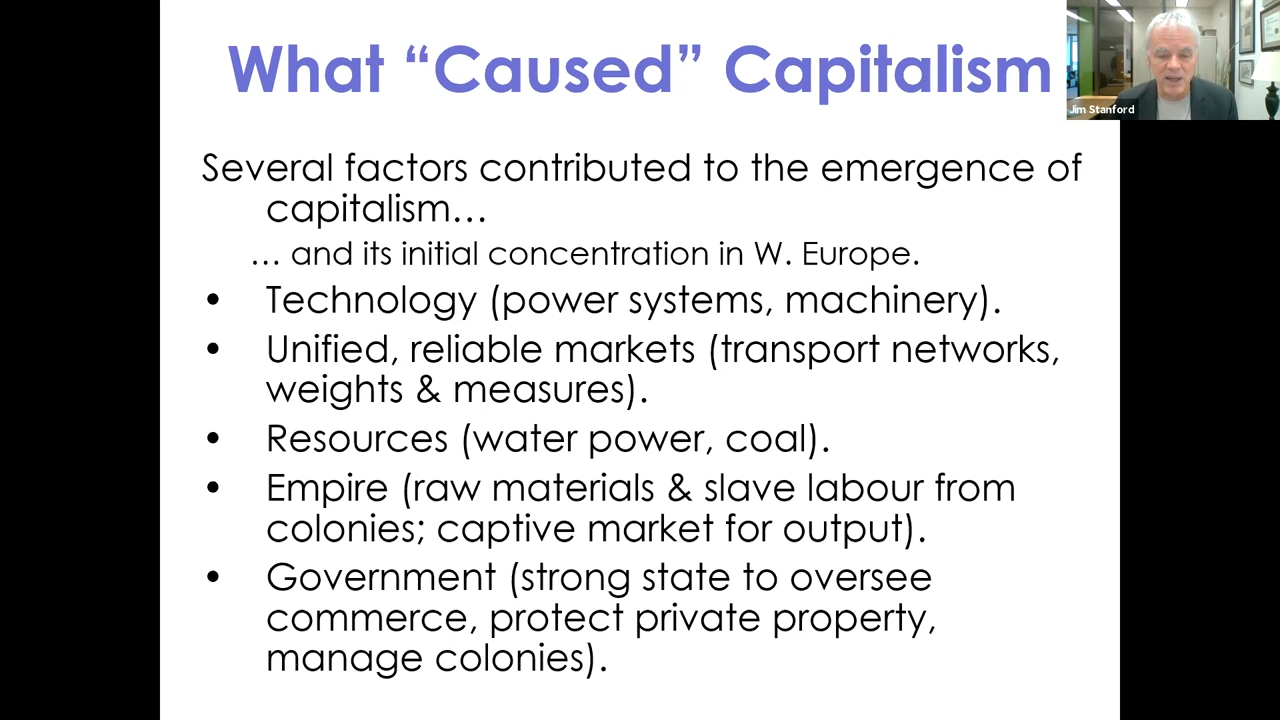 What “Caused” Capitalism
Jim Stanford
Several factors contributed to the emergence of
capitalism…
… and its initial concentration in W. Europe.
• Technology (power systems, machinery).
• Unified, reliable markets (transport networks,
weights & measures).
• Resources (water power, coal).
• Empire (raw materials & slave labour from
colonies; captive market for output).
• Government (strong state to oversee
commerce, protect private property,
manage colonies).